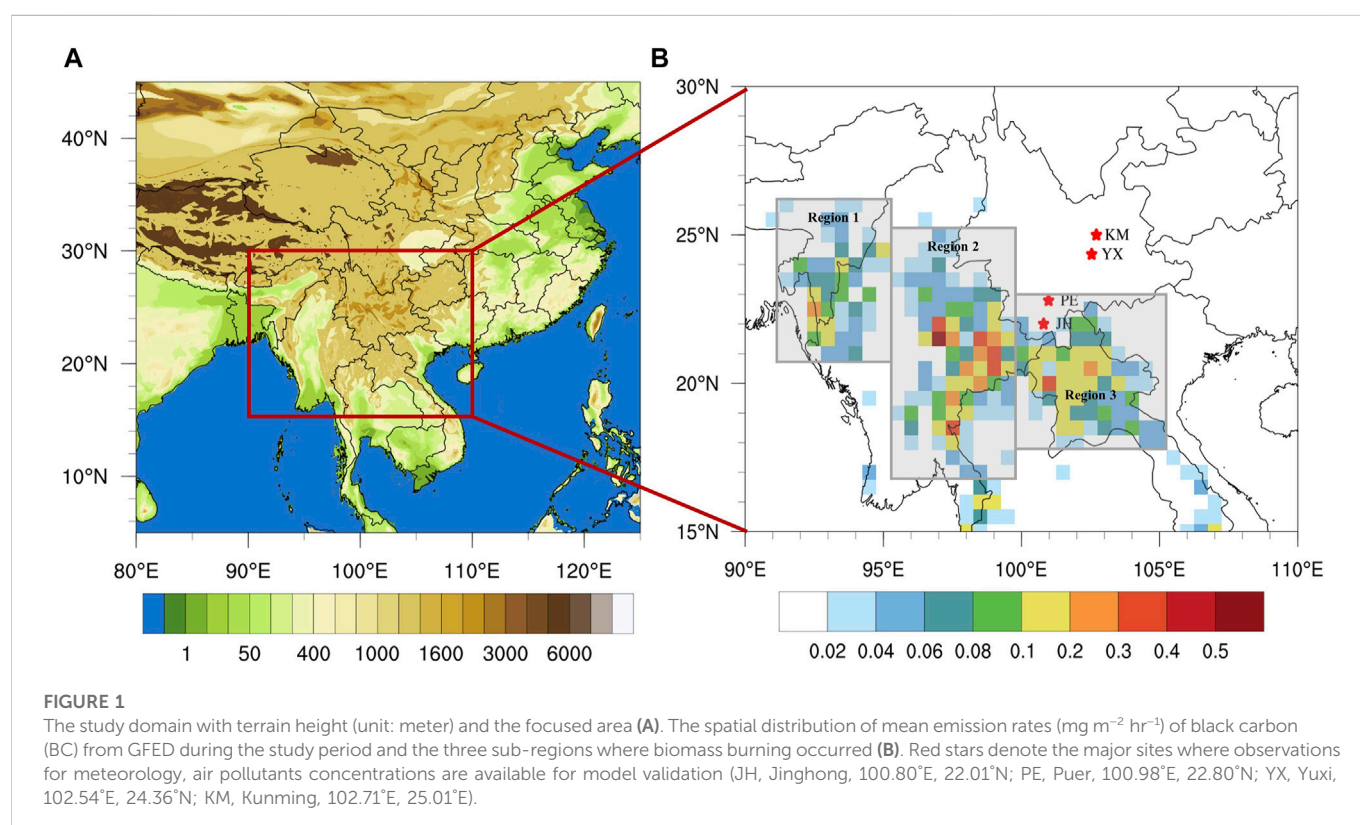 A
B
40°N
30°N
20°N
10°N
80°E 90°E 100°E 110°E 120°E
1 50 400 1000 1600 3000 6000
30°N
25°N
20°N
15°N
Region 1
Region 2
Region 3
KM
YX
PE
JH
90°E 95°E 100°E 105°E 110°E
0.02 0.04 0.06 0.08 0.1 0.2 0.3 0.4 0.5
FIGURE 1
The study domain with terrain height (unit: meter) and the focused area (A). The spatial distribution of mean emission rates (mg m⁻² hr⁻¹) of black carbon
(BC) from GFED during the study period and the three sub-regions where biomass burning occurred (B). Red stars denote the major sites where observations
for meteorology, air pollutants concentrations are available for model validation (JH, Jinghong, 100.80°E, 22.01°N; PE, Puer, 100.98°E, 22.80°N; YX, Yuxi,
102.54°E, 24.36°N; KM, Kunming, 102.71°E, 25.01°E).